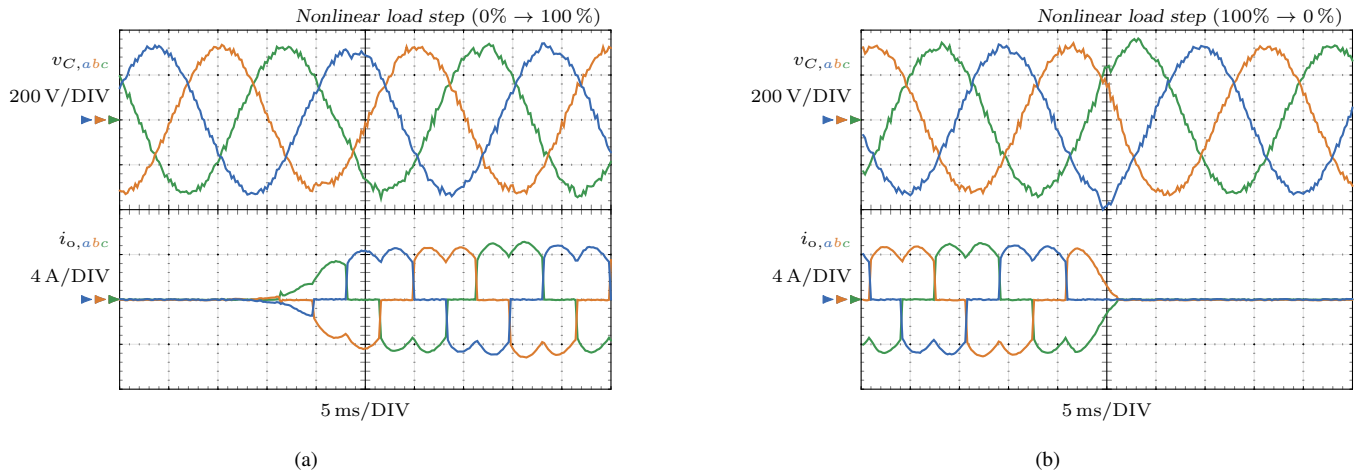 Nonlinear load step (0% → 100 %)
v_{C,abc}
200 V/DIV
i_{o,abc}
4 A/DIV
5 ms/DIV
(a)
Nonlinear load step (100% → 0 %)
v_{C,abc}
200 V/DIV
i_{o,abc}
4 A/DIV
5 ms/DIV
(b)